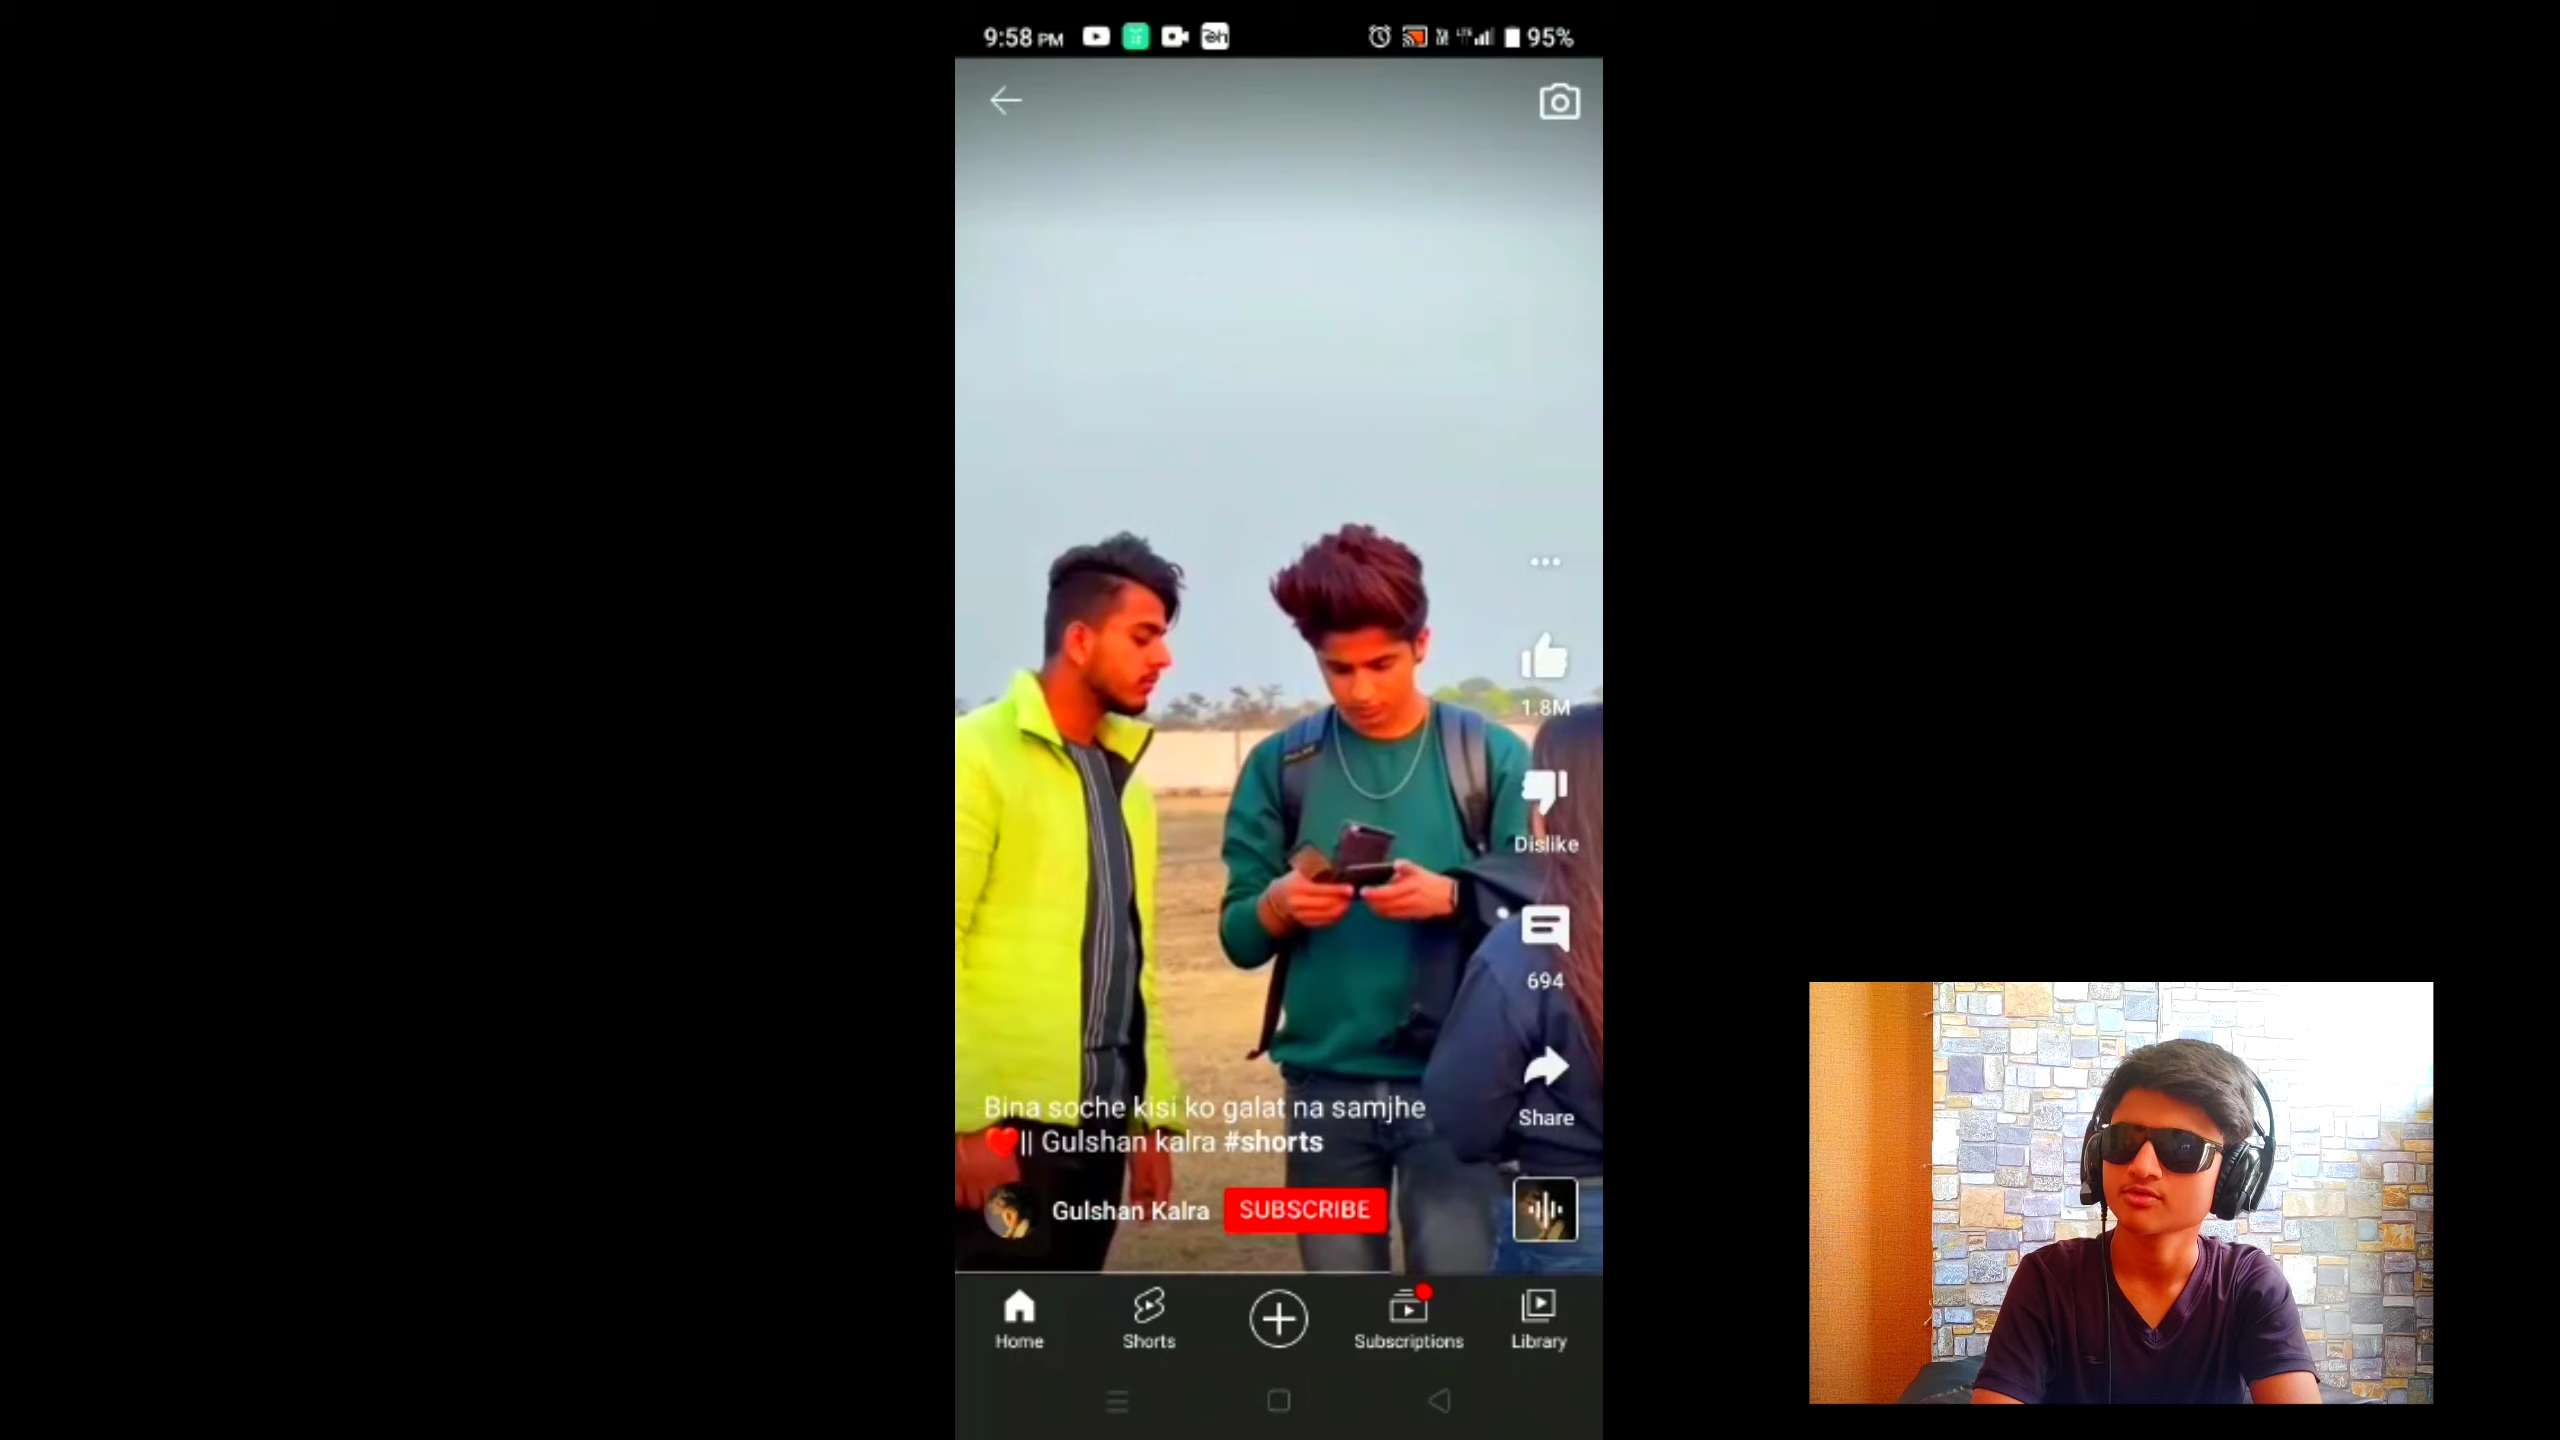 9:58 PM
95%
1.8M
Dislike
694
Share
Bina soche kisi ko galat na samjhe
❤️|| Gulshan kalra #shorts
Gulshan Kalra
SUBSCRIBE
Home
Shorts
Subscriptions
Library